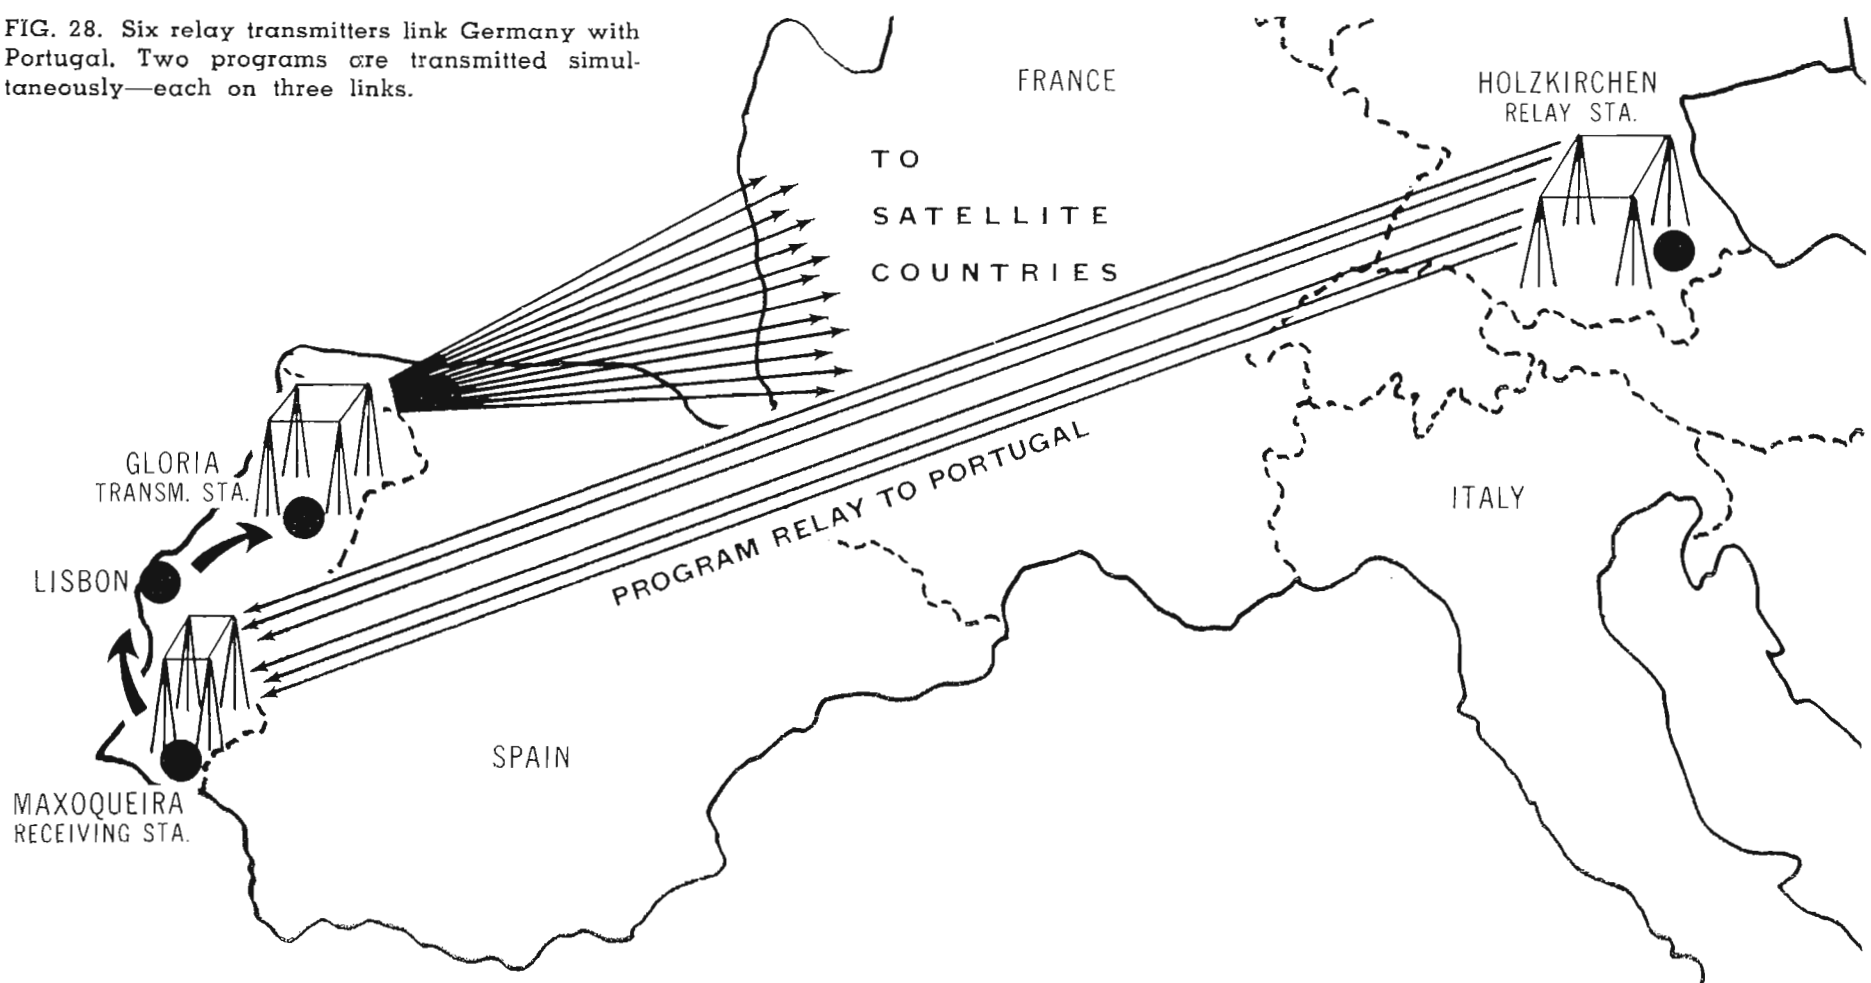 FIG. 28. Six relay transmitters link Germany with
Portugal. Two programs are transmitted simul-
taneously—each on three links.
FRANCE
HOLZKIRCHEN
RELAY STA.
TO
SATELLITE
COUNTRIES
GLORIA
TRANSM. STA.
PROGRAM RELAY TO PORTUGAL
ITALY
LISBON
SPAIN
MAXOQUEIRA
RECEIVING STA.